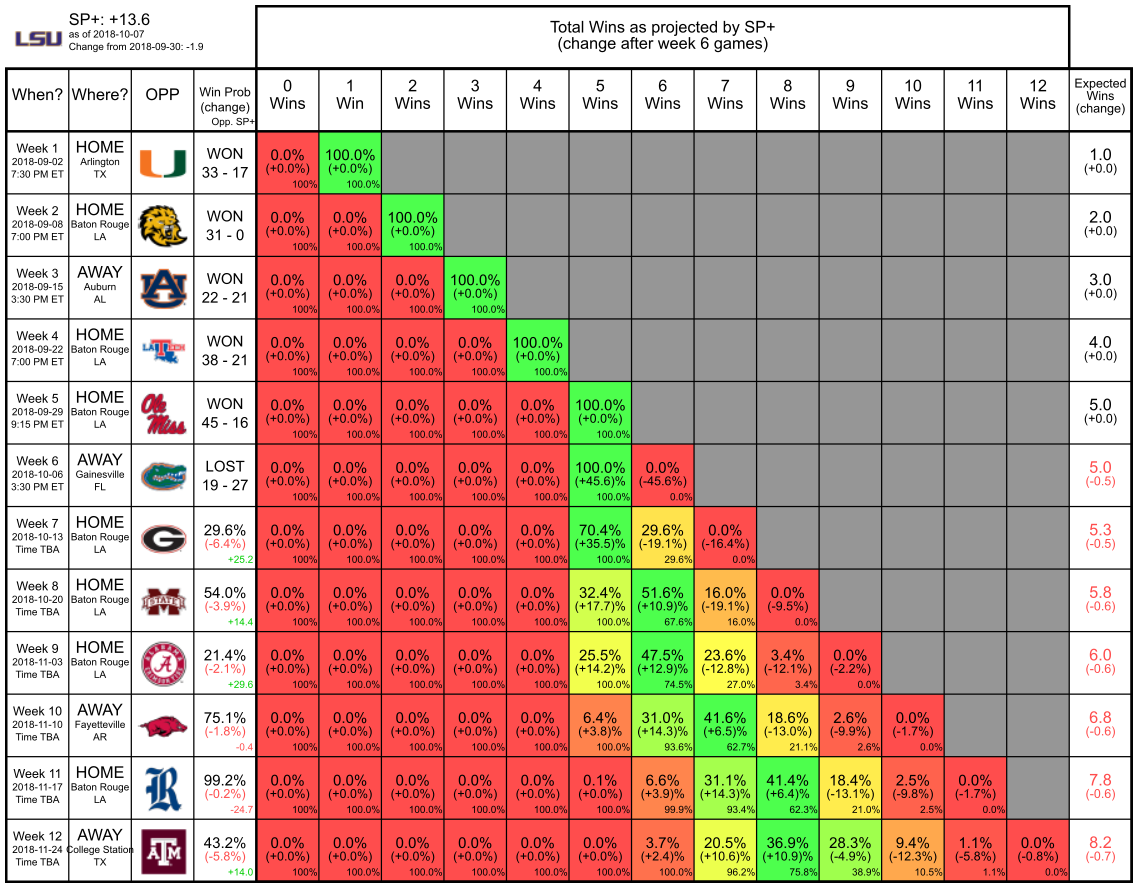 LSU
SP+: +13.6
as of 2018-10-07
Change from 2018-09-30: -1.9
Total Wins as projected by SP+
(change after week 6 games)
When? Where? OPP Win Prob (change) Opp. SP+ 0 Wins 1 Win 2 Wins 3 Wins 4 Wins 5 Wins 6 Wins 7 Wins 8 Wins 9 Wins 10 Wins 11 Wins 12 Wins Expected Wins (change)
Week 1 HOME WON 0.0% 100.0% 1.0
2018-09-02 Arlington U (+0.0%) (+0.0%) (+0.0)
7:30 PM ET TX 33 - 17 100% 100.0%
Week 2 HOME WON 0.0% 0.0% 100.0% 2.0
2018-09-08 Baton Rouge (+0.0%) (+0.0%) (+0.0%) (+0.0)
7:00 PM ET LA 31 - 0 100% 100.0% 100.0%
Week 3 AWAY WON 0.0% 0.0% 0.0% 100.0% 3.0
2018-09-15 Auburn AU (+0.0%) (+0.0%) (+0.0%) (+0.0%) (+0.0)
3:30 PM ET AL 22 - 21 100% 100.0% 100.0% 100.0%
Week 4 HOME WON 0.0% 0.0% 0.0% 0.0% 100.0% 4.0
2018-09-22 Baton Rouge LA TECH (+0.0%) (+0.0%) (+0.0%) (+0.0%) (+0.0%) (+0.0)
7:00 PM ET LA 38 - 21 100% 100.0% 100.0% 100.0% 100.0%
Week 5 HOME Ole WON 0.0% 0.0% 0.0% 0.0% 0.0% 100.0% 5.0
2018-09-29 Baton Rouge Miss (+0.0%) (+0.0%) (+0.0%) (+0.0%) (+0.0%) (+0.0%) (+0.0)
9:15 PM ET LA 45 - 16 100% 100.0% 100.0% 100.0% 100.0% 100.0%
Week 6 AWAY LOST 0.0% 0.0% 0.0% 0.0% 0.0% 100.0% 0.0% 5.0
2018-10-06 Gainesville (+0.0%) (+0.0%) (+0.0%) (+0.0%) (+0.0%) (+45.6)% (-45.6%) (-0.5)
3:30 PM ET FL 19 - 27 100% 100.0% 100.0% 100.0% 100.0% 100.0% 0.0%
Week 7 HOME 29.6% 0.0% 0.0% 0.0% 0.0% 0.0% 70.4% 29.6% 0.0% 5.3
2018-10-13 Baton Rouge G (-6.4%) (+0.0%) (+0.0%) (+0.0%) (+0.0%) (+0.0%) (+35.5)% (-19.1%) (-16.4%) (-0.5)
Time TBA LA +25.2 100% 100.0% 100.0% 100.0% 100.0% 100.0% 29.6% 0.0%
Week 8 HOME 54.0% 0.0% 0.0% 0.0% 0.0% 0.0% 32.4% 51.6% 16.0% 0.0% 5.8
2018-10-20 Baton Rouge STATE (-3.9%) (+0.0%) (+0.0%) (+0.0%) (+0.0%) (+0.0%) (+17.7)% (+10.9)% (-19.1%) (-9.5%) (-0.6)
Time TBA LA +14.4 100% 100.0% 100.0% 100.0% 100.0% 100.0% 67.6% 16.0% 0.0%
Week 9 HOME 21.4% 0.0% 0.0% 0.0% 0.0% 0.0% 25.5% 47.5% 23.6% 3.4% 0.0% 6.0
2018-11-03 Baton Rouge A (-2.1%) (+0.0%) (+0.0%) (+0.0%) (+0.0%) (+0.0%) (+14.2)% (+12.9)% (-12.8%) (-12.1%) (-2.2%) (-0.6)
Time TBA LA +29.6 100% 100.0% 100.0% 100.0% 100.0% 100.0% 74.5% 27.0% 3.4% 0.0%
Week 10 AWAY 75.1% 0.0% 0.0% 0.0% 0.0% 0.0% 6.4% 31.0% 41.6% 18.6% 2.6% 0.0% 6.8
2018-11-10 Fayetteville (-1.8%) (+0.0%) (+0.0%) (+0.0%) (+0.0%) (+0.0%) (+3.8)% (+14.3)% (+6.5)% (-13.0%) (-9.9%) (-1.7%) (-0.6)
Time TBA AR -0.4 100% 100.0% 100.0% 100.0% 100.0% 100.0% 93.6% 62.7% 21.1% 2.6% 0.0%
Week 11 HOME 99.2% 0.0% 0.0% 0.0% 0.0% 0.0% 0.1% 6.6% 31.1% 41.4% 18.4% 2.5% 0.0% 7.8
2018-11-17 Baton Rouge R (-0.2%) (+0.0%) (+0.0%) (+0.0%) (+0.0%) (+0.0%) (+0.0%) (+3.9)% (+14.3)% (+6.4)% (-13.1%) (-9.8%) (-1.7%) (-0.6)
Time TBA LA -24.7 100% 100.0% 100.0% 100.0% 100.0% 100.0% 99.9% 93.4% 62.3% 21.0% 2.5% 0.0%
Week 12 AWAY 43.2% 0.0% 0.0% 0.0% 0.0% 0.0% 0.0% 3.7% 20.5% 36.9% 28.3% 9.4% 1.1% 0.0% 8.2
2018-11-24 College Station ATM (-5.8%) (+0.0%) (+0.0%) (+0.0%) (+0.0%) (+0.0%) (+0.0%) (+2.4)% (+10.6)% (+10.9)% (-4.9%) (-12.3%) (-5.8%) (-0.8%) (-0.7)
Time TBA TX +14.0 100% 100.0% 100.0% 100.0% 100.0% 100.0% 100.0% 96.2% 75.8% 38.9% 10.5% 1.1% 0.0%